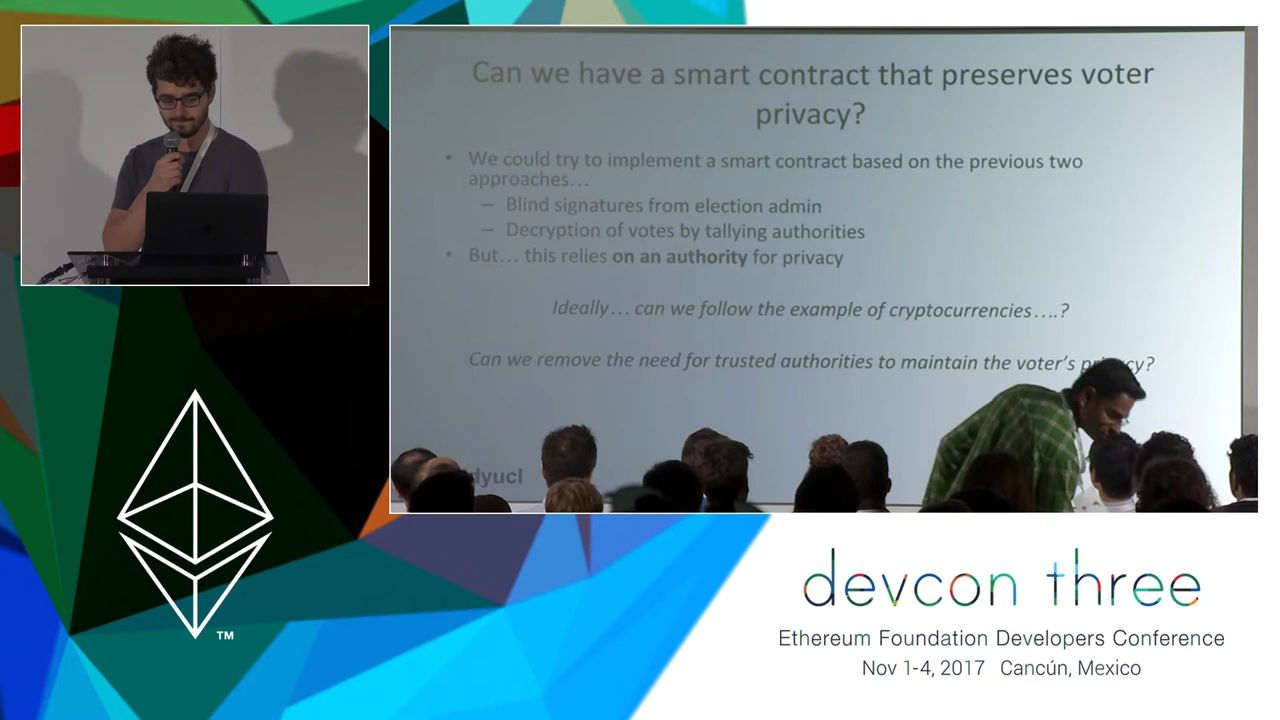 Can we have a smart contract that preserves voter
privacy?
• We could try to implement a smart contract based on the previous two
approaches…
– Blind signatures from election admin
– Decryption of votes by tallying authorities
• But… this relies on an authority for privacy
Ideally… can we follow the example of cryptocurrencies….?
Can we remove the need for trusted authorities to maintain the voter's
TM
devcon three
Ethereum Foundation Developers Conference
Nov 1-4, 2017 Cancún, Mexico